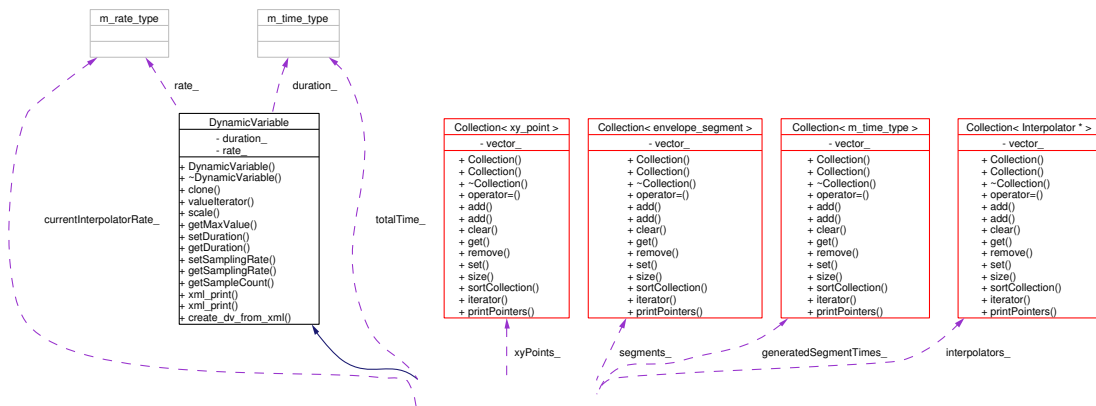 m_rate_type
m_time_type
rate_
duration_
DynamicVariable
- duration_
- rate_
+ DynamicVariable()
+ ~DynamicVariable()
+ clone()
+ valueIterator()
+ scale()
+ getMaxValue()
+ setDuration()
+ getDuration()
+ setSamplingRate()
+ getSamplingRate()
+ getSampleCount()
+ xml_print()
+ xml_print()
+ create_dv_from_xml()
Collection< xy_point >
- vector_
+ Collection()
+ Collection()
+ ~Collection()
+ operator=()
+ add()
+ add()
+ clear()
+ get()
+ remove()
+ set()
+ size()
+ sortCollection()
+ iterator()
+ printPointers()
Collection< envelope_segment >
- vector_
+ Collection()
+ Collection()
+ ~Collection()
+ operator=()
+ add()
+ add()
+ clear()
+ get()
+ remove()
+ set()
+ size()
+ sortCollection()
+ iterator()
+ printPointers()
Collection< m_time_type >
- vector_
+ Collection()
+ Collection()
+ ~Collection()
+ operator=()
+ add()
+ add()
+ clear()
+ get()
+ remove()
+ set()
+ size()
+ sortCollection()
+ iterator()
+ printPointers()
Collection< Interpolator * >
- vector_
+ Collection()
+ Collection()
+ ~Collection()
+ operator=()
+ add()
+ add()
+ clear()
+ get()
+ remove()
+ set()
+ size()
+ sortCollection()
+ iterator()
+ printPointers()
currentInterpolatorRate_
totalTime_
xyPoints_
segments_
generatedSegmentTimes_
interpolators_